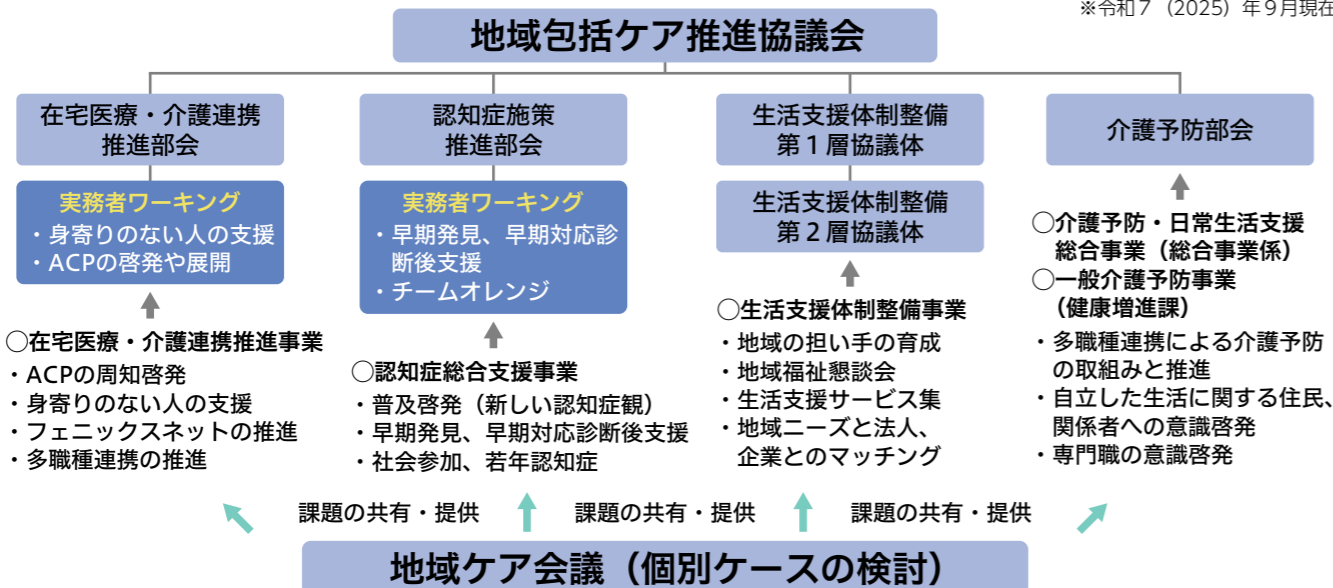 ※令和7（2025）年9月現在
地域包括ケア推進協議会
在宅医療・介護連携
推進部会
実務者ワーキング
・身寄りのない人の支援
・ACPの啓発や展開
○在宅医療・介護連携推進事業
・ACPの周知啓発
・身寄りのない人の支援
・フェニックスネットの推進
・多職種連携の推進
認知症施策
推進部会
実務者ワーキング
・早期発見、早期対応診
断後支援
・チームオレンジ
○認知症総合支援事業
・普及啓発（新しい認知症観）
・早期発見、早期対応診断後支援
・社会参加、若年認知症
生活支援体制整備
第1層協議体
生活支援体制整備
第2層協議体
○生活支援体制整備事業
・地域の担い手の育成
・地域福祉懇談会
・生活支援サービス集
・地域ニーズと法人、
企業とのマッチング
介護予防部会
○介護予防・日常生活支援
総合事業（総合事業係）
○一般介護予防事業
（健康増進課）
・多職種連携による介護予防
の取組みと推進
・自立した生活に関する住民、
関係者への意識啓発
・専門職の意識啓発
課題の共有・提供
課題の共有・提供
課題の共有・提供
地域ケア会議（個別ケースの検討）